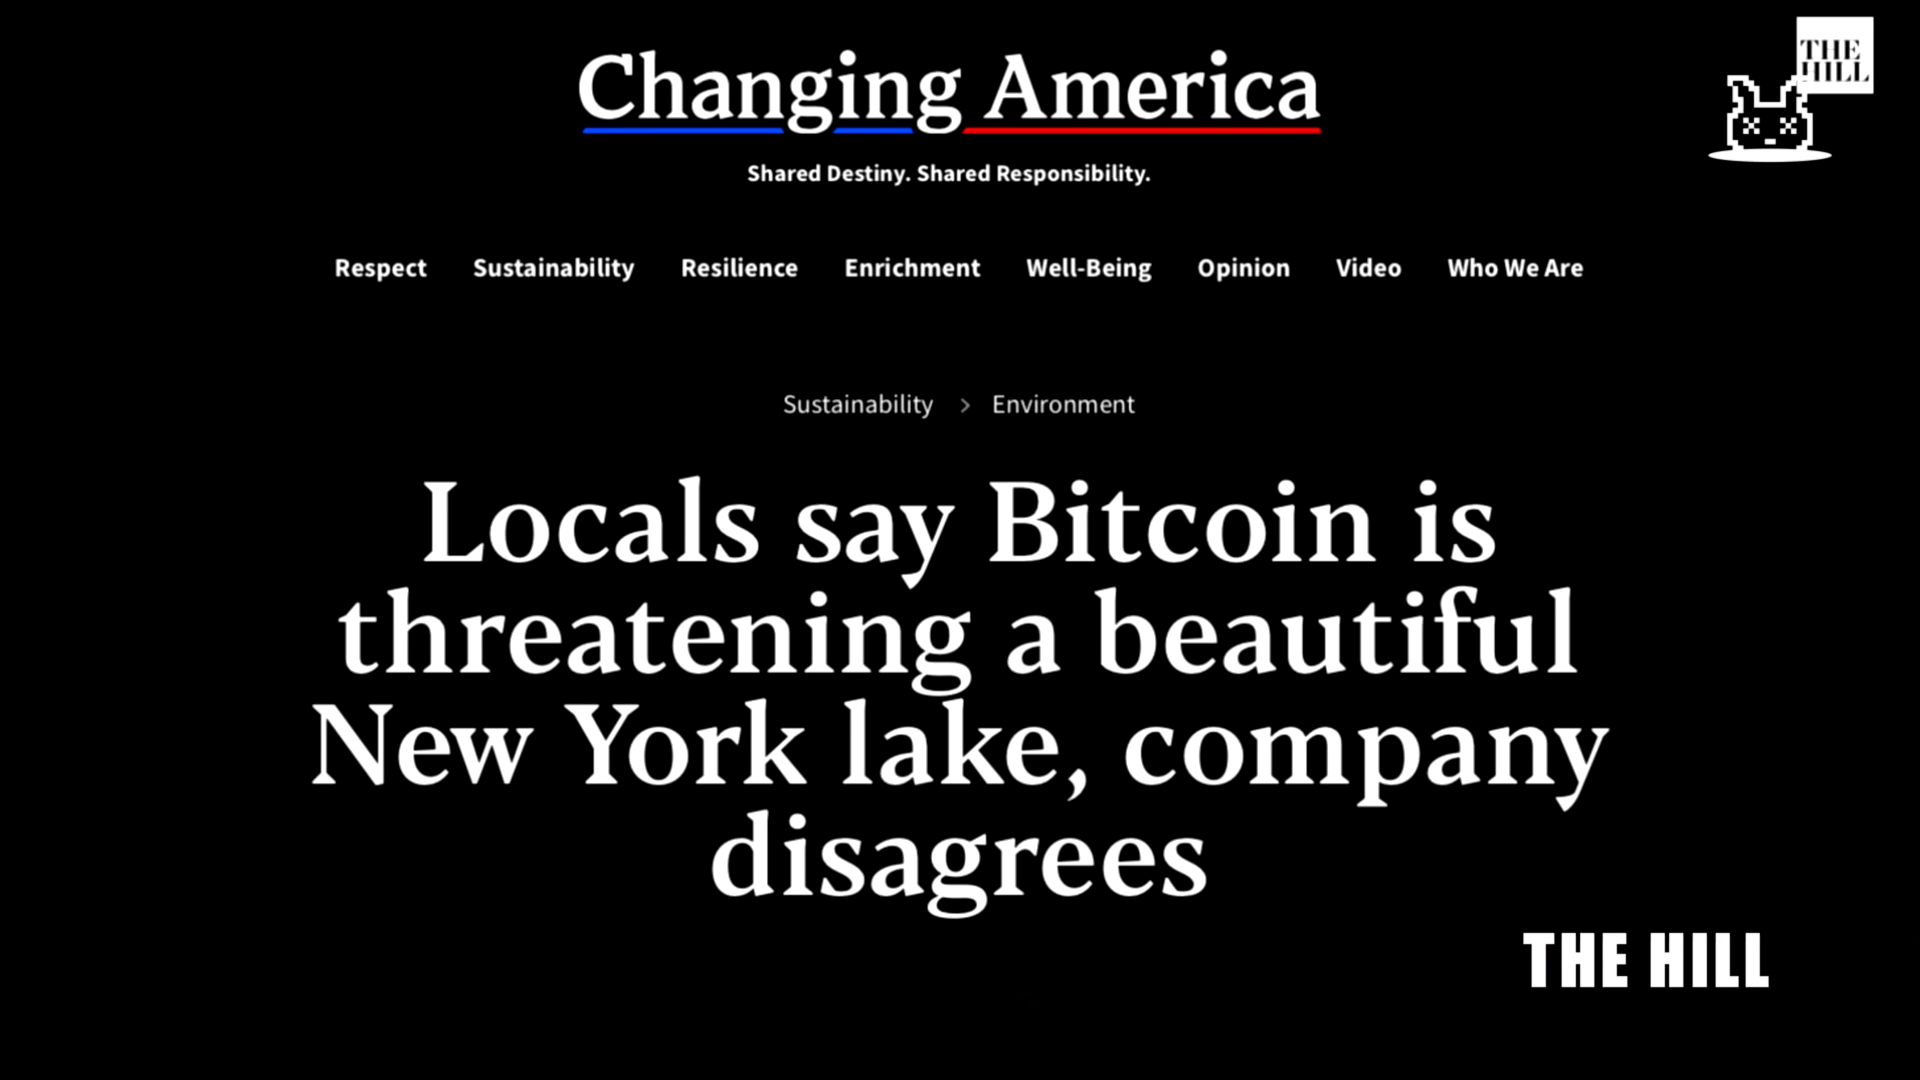 Changing America
THE
HILL
Shared Destiny. Shared Responsibility.
Respect Sustainability Resilience Enrichment Well-Being Opinion Video Who We Are
Sustainability > Environment
Locals say Bitcoin is
threatening a beautiful
New York lake, company
disagrees
THE HILL